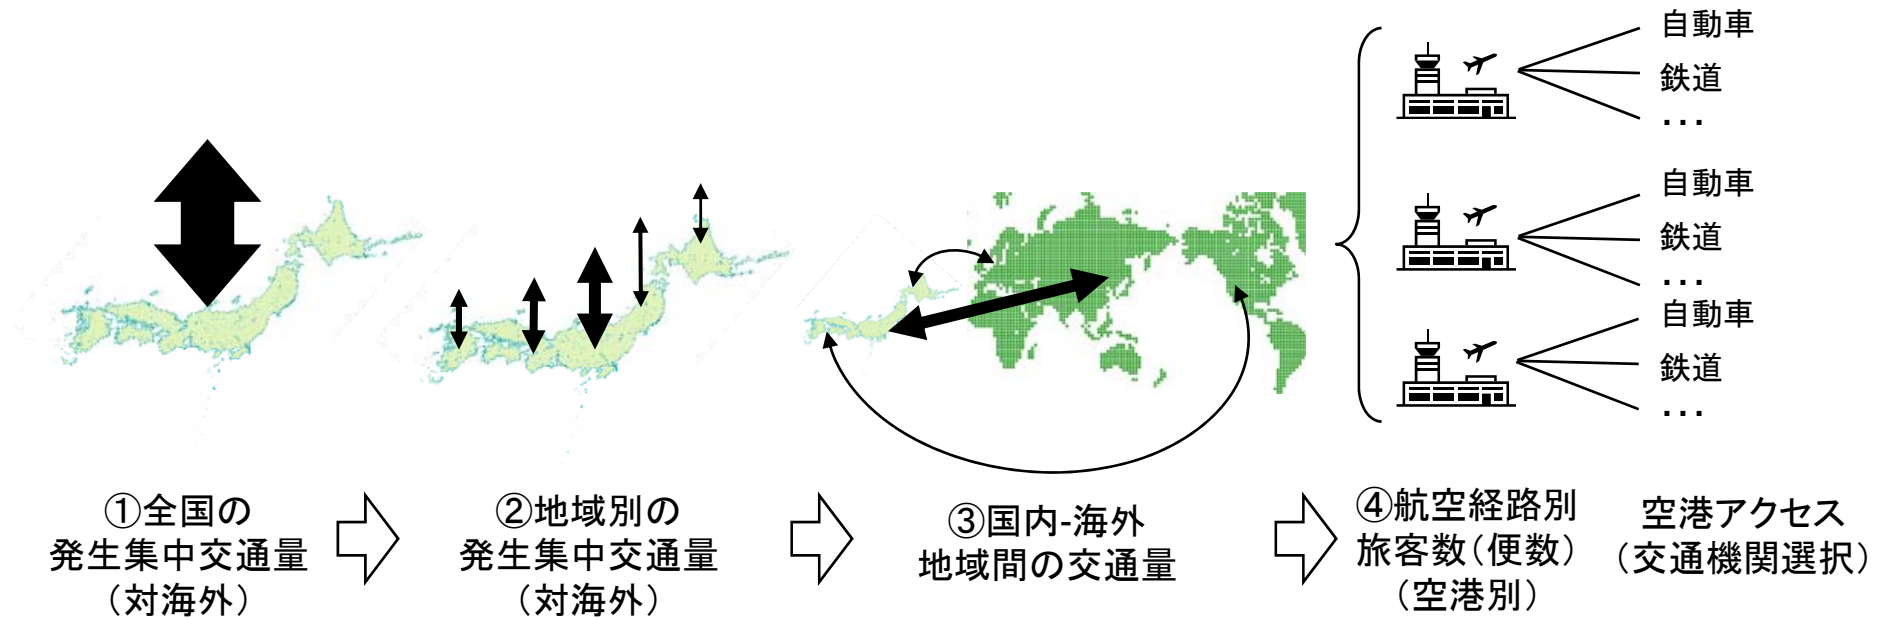 自動車
鉄道
･･･
自動車
鉄道
･･･
自動車
鉄道
･･･
①全国の
発生集中交通量
（対海外）
②地域別の
発生集中交通量
（対海外）
③国内-海外
地域間の交通量
④航空経路別
旅客数（便数）
（空港別）
空港アクセス
（交通機関選択）